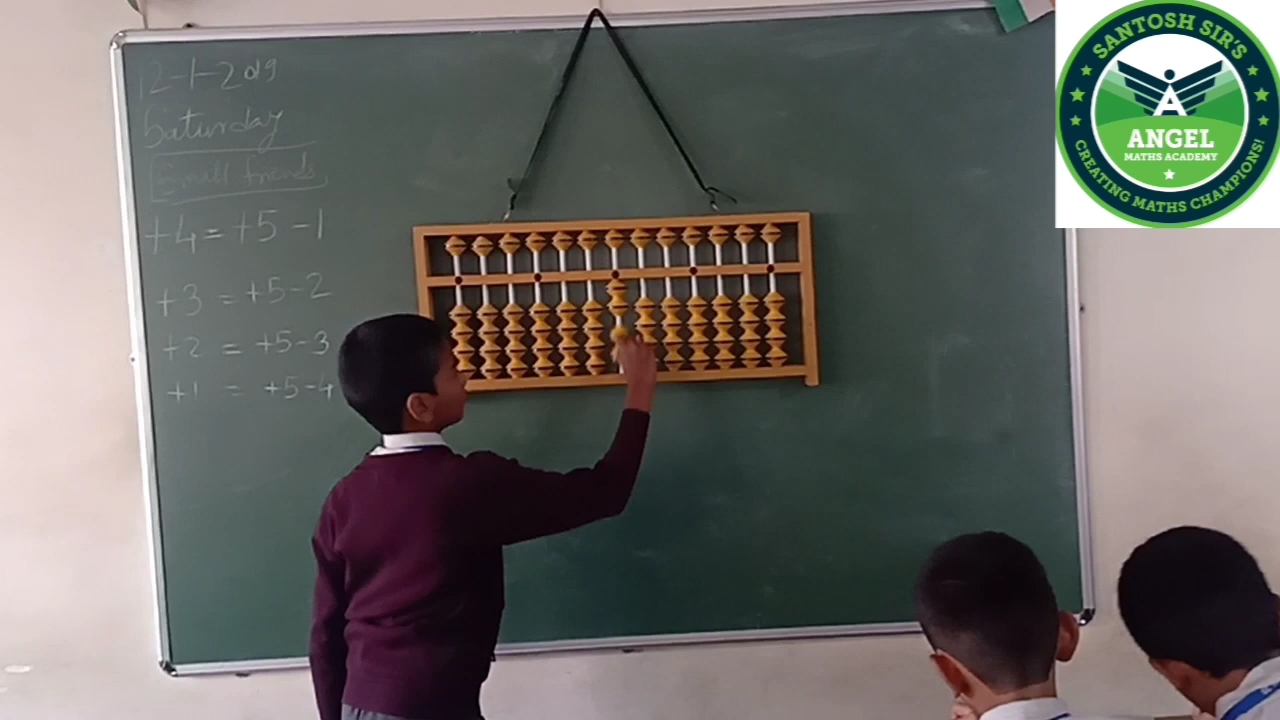 12-1-2019
Saturday
Small friends
+4=+5-1
+3 = +5-2
+2 = +5-3
+1 = +5-4
SANTOSH SIR'S
A
ANGEL
MATHS ACADEMY
CREATING MATHS CHAMPIONS!